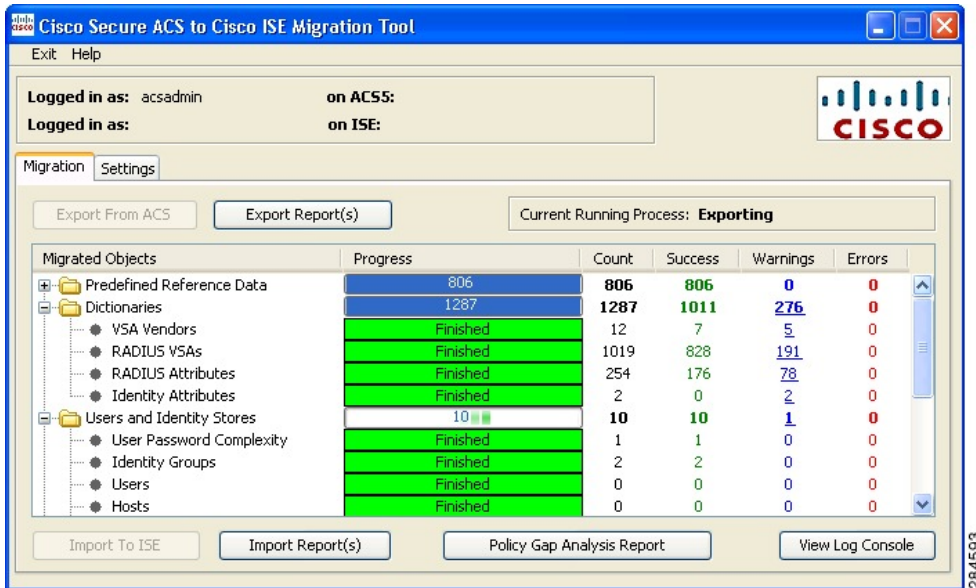 Cisco Secure ACS to Cisco ISE Migration Tool
Exit Help
Logged in as: acsadmin on ACS5:
Logged in as: on ISE:
CISCO
Migration Settings
Export From ACS Export Report(s) Current Running Process: Exporting
Migrated Objects Progress Count Success Warnings Errors
Predefined Reference Data 806 806 806 0 0
Dictionaries 1287 1287 1011 276 0
VSA Vendors Finished 12 7 5 0
RADIUS VSAs Finished 1019 828 191 0
RADIUS Attributes Finished 254 176 78 0
Identity Attributes Finished 2 0 2 0
Users and Identity Stores 10 10 10 1 0
User Password Complexity Finished 1 1 0 0
Identity Groups Finished 2 2 0 0
Users Finished 0 0 0 0
Hosts Finished 0 0 0 0
Import To ISE Import Report(s) Policy Gap Analysis Report View Log Console